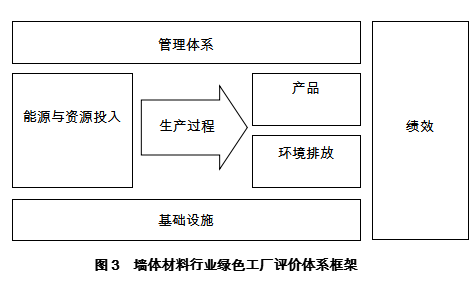 管理体系
能源与资源投入
生产过程
产品
环境排放
绩效
基础设施
图 3 墙体材料行业绿色工厂评价体系框架